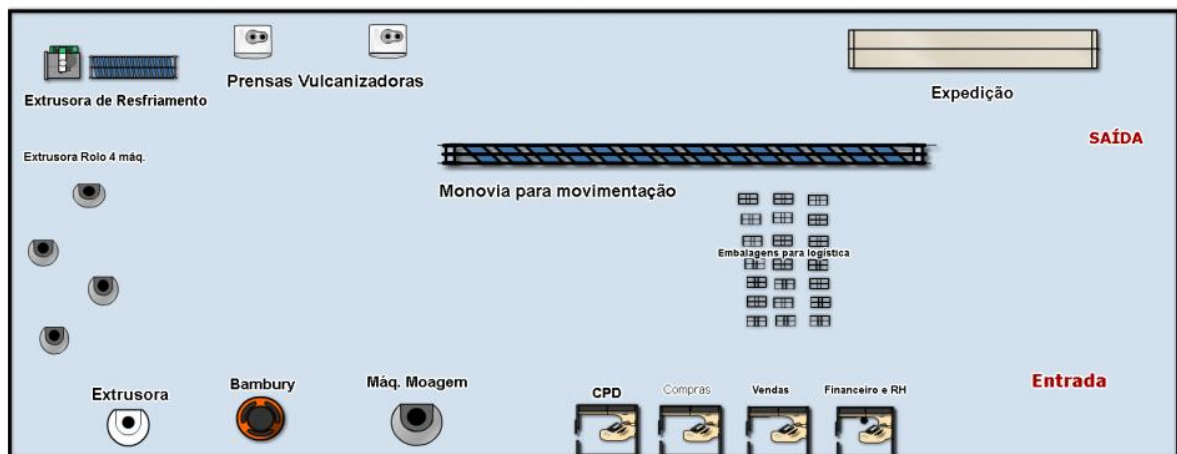 Prensas Vulcanizadoras
Extrusora de Resfriamento
Expedição
SAÍDA
Extrusora Rolo 4 máq.
Monovia para movimentação
Embalagens para logística
Entrada
Extrusora
Bambury
Máq. Moagem
CPD
Compras
Vendas
Financeiro e RH